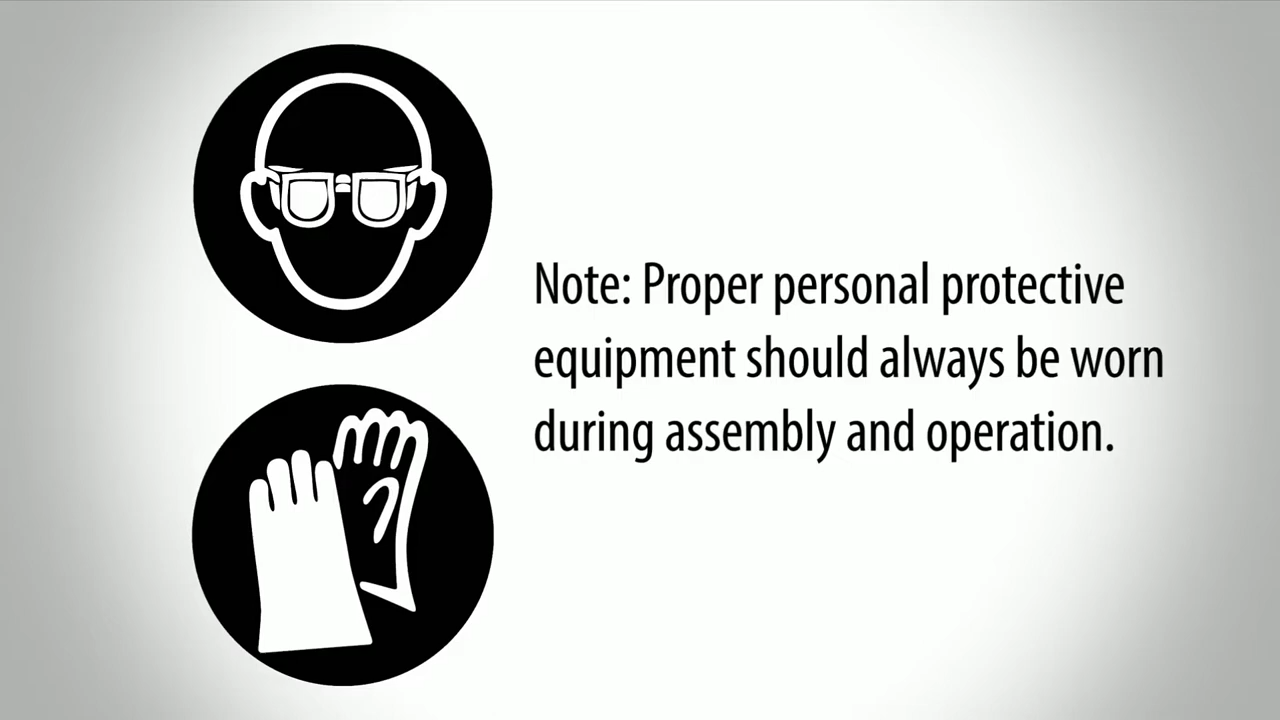 Note: Proper personal protective
equipment should always be worn
during assembly and operation.